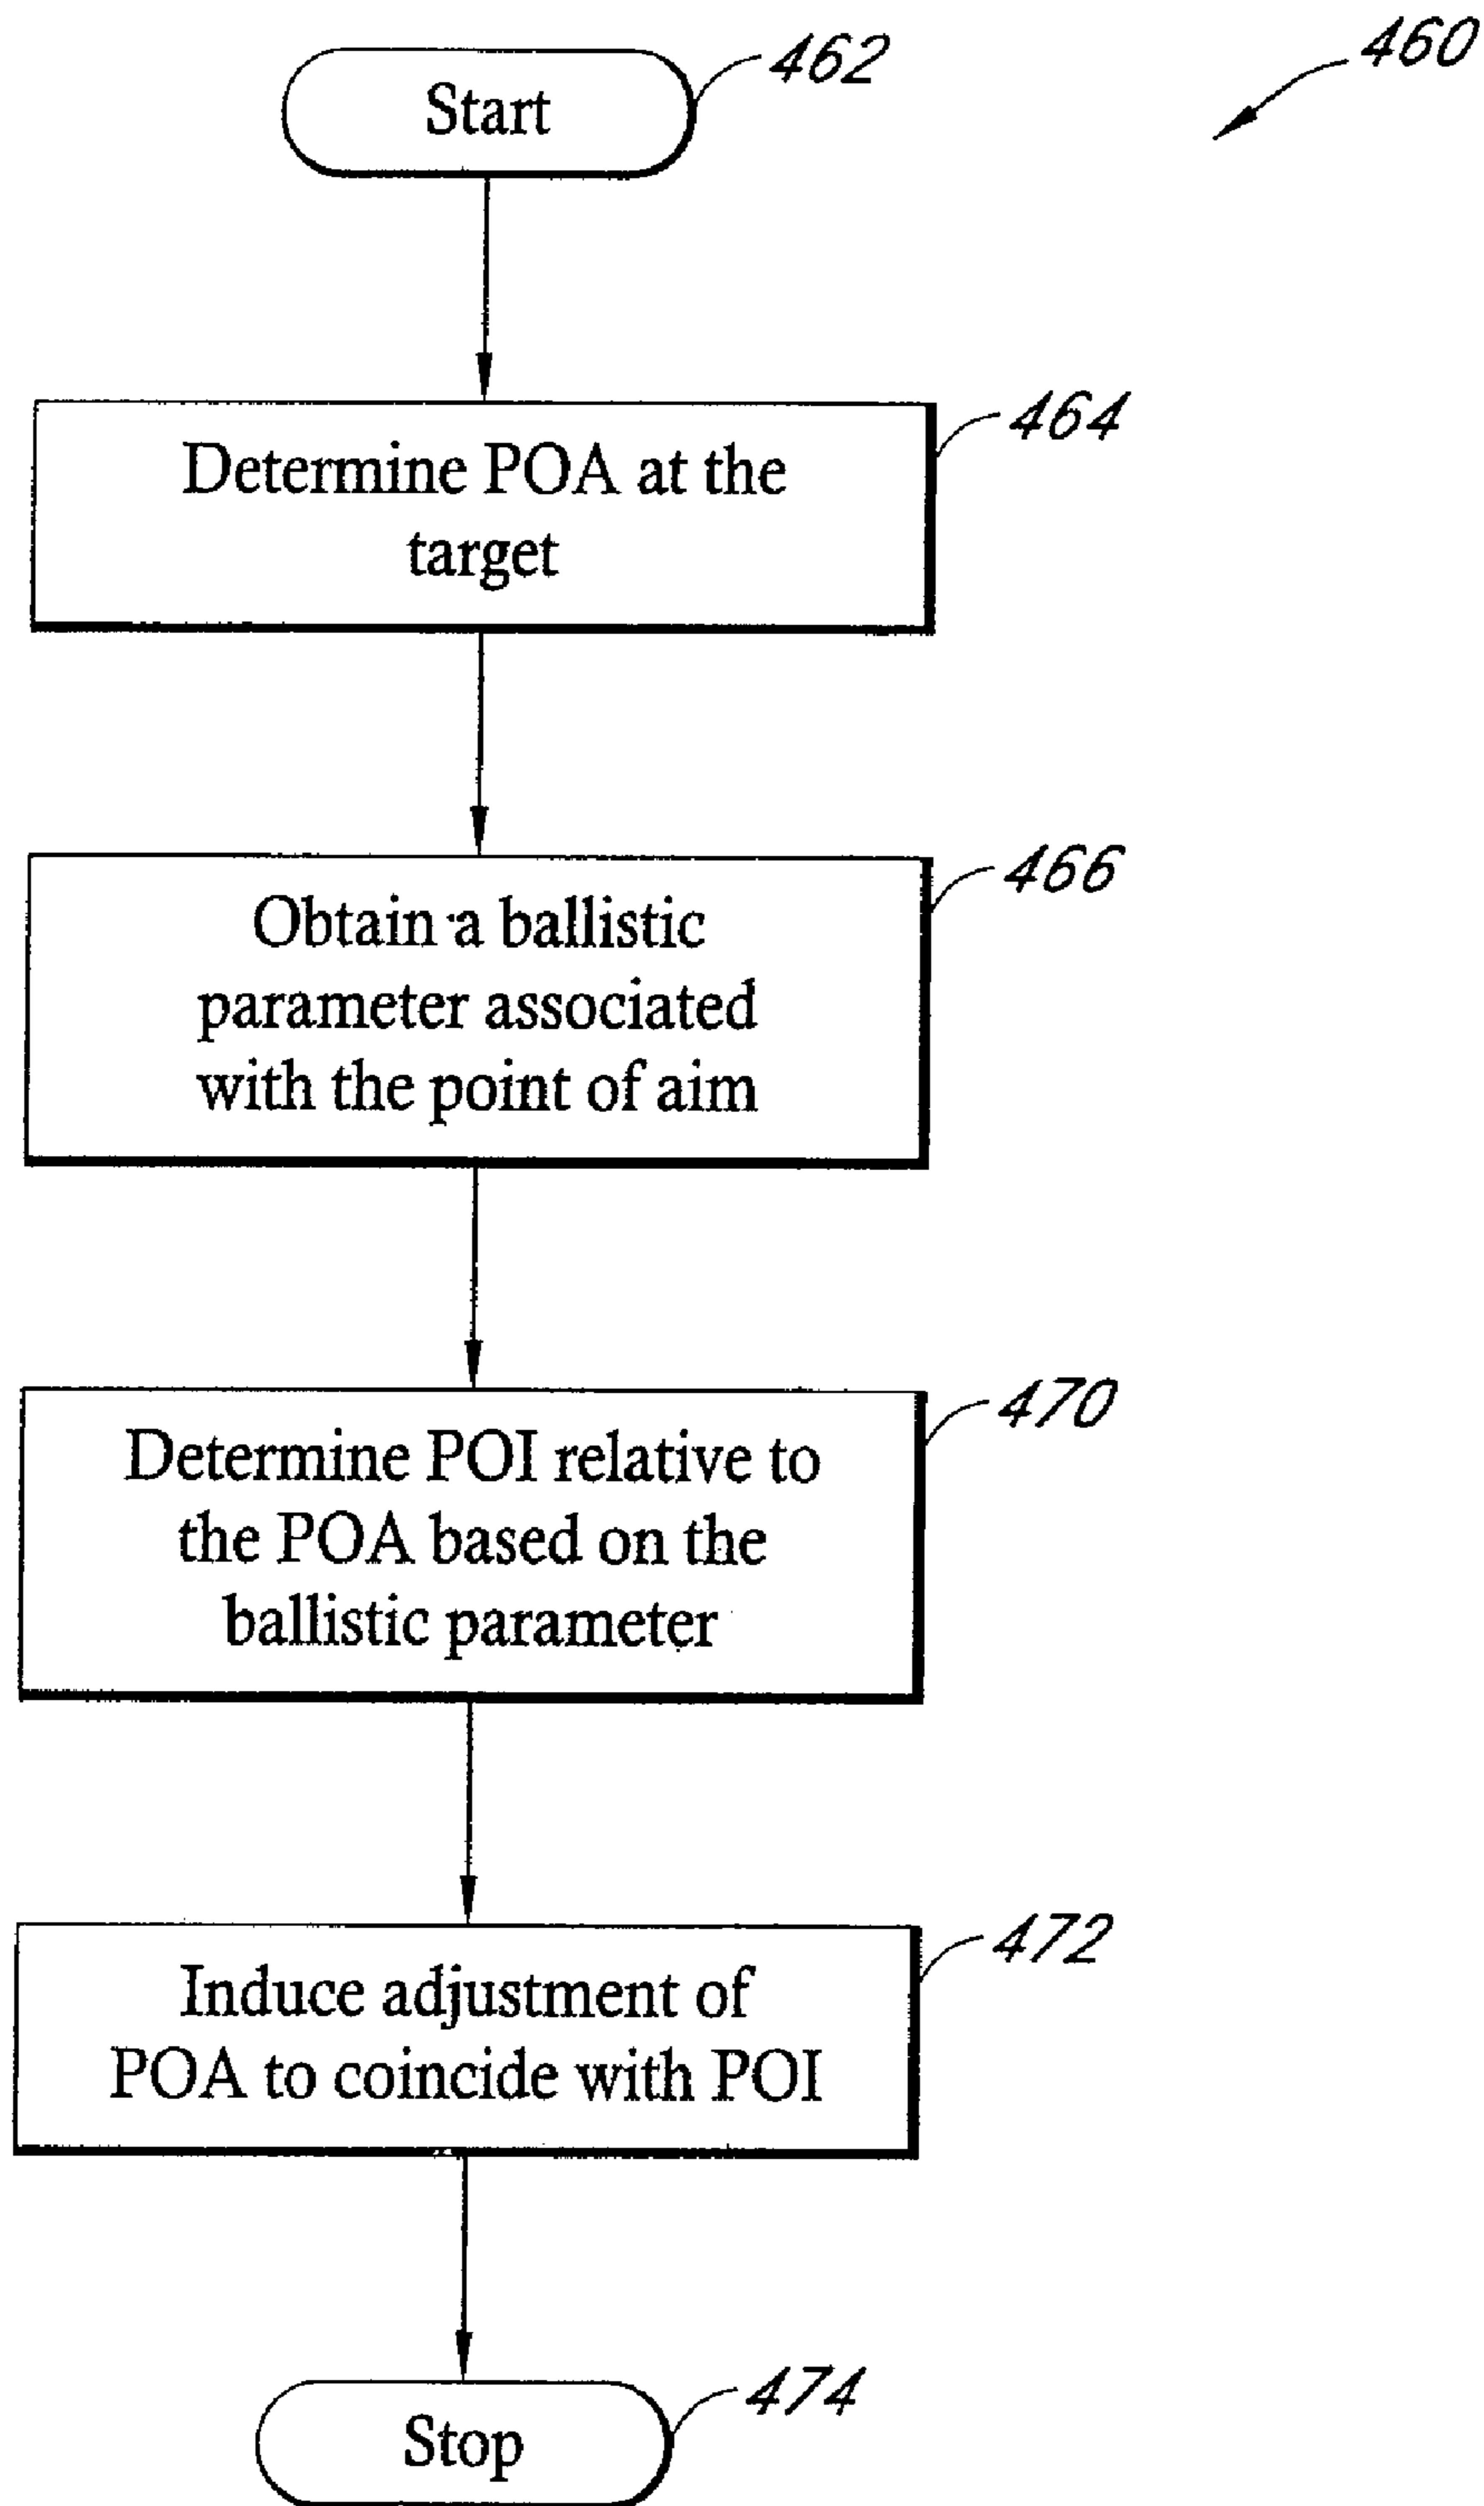 460
462
Start
464
Determine POA at the
target
466
Obtain a ballistic
parameter associated
with the point of aim
470
Determine POI relative to
the POA based on the
ballistic parameter
472
Induce adjustment of
POA to coincide with POI
474
Stop